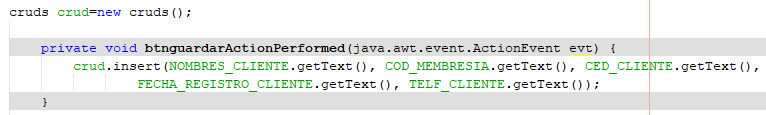 cruds crud=new cruds();
private void btnguardarActionPerformed(java.awt.event.ActionEvent evt) {
crud.insert(NOMBRES_CLIENTE.getText(), COD_MEMBRESIA.getText(), CED_CLIENTE.getText(),
FECHA_REGISTRO_CLIENTE.getText(), TELF_CLIENTE.getText());
}